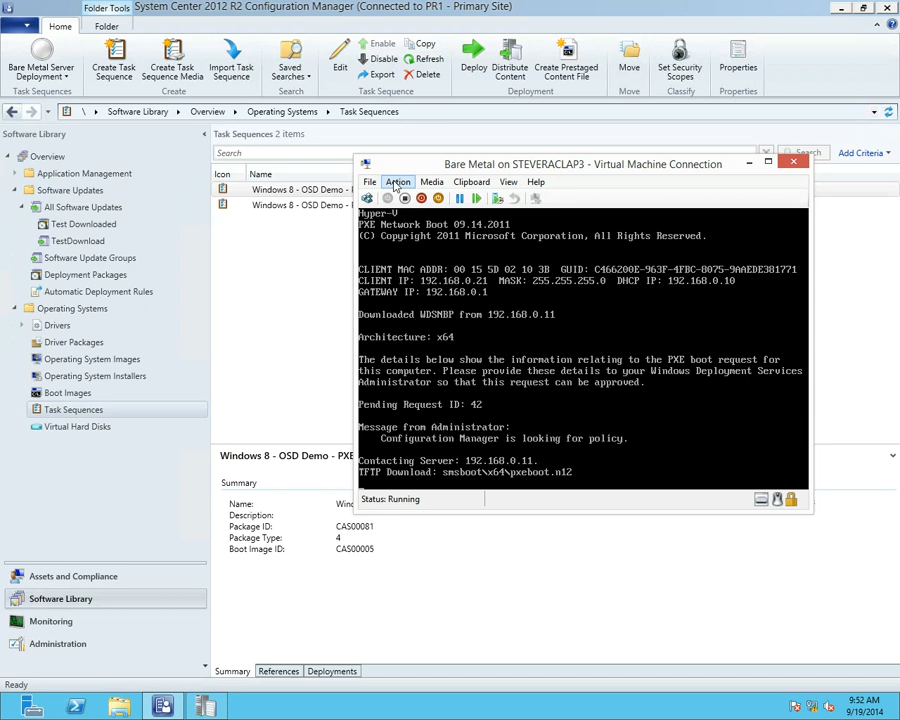 Folder Tools
System Center 2012 R2 Configuration Manager (Connected to PR1 - Primary Site)
Home
Folder
Bare Metal Server Deployment
Create Task Sequence
Create Task Sequence Media
Import Task Sequence
Saved Searches
Edit
Enable
Disable
Export
Copy
Refresh
Delete
Deploy
Distribute Content
Create Prestaged Content File
Move
Set Security Scopes
Properties
Task Sequences
Create
Search
Task Sequence
Deployment
Move
Classify
Properties
\ Software Library Overview Operating Systems Task Sequences
Software Library
Overview
Application Management
Software Updates
All Software Updates
Test Downloaded
TestDownload
Software Update Groups
Deployment Packages
Automatic Deployment Rules
Operating Systems
Drivers
Driver Packages
Operating System Images
Operating System Installers
Boot Images
Task Sequences
Virtual Hard Disks
Assets and Compliance
Software Library
Monitoring
Administration
Task Sequences 2 items
Search
Search
Add Criteria
Icon Name
Windows 8 - OSD Demo - P
Windows 8 - OSD Demo -
Bare Metal on STEVERACLAP3 - Virtual Machine Connection
File Action Media Clipboard View Help
Hyper-V
PXE Network Boot 09.14.2011
(C) Copyright 2011 Microsoft Corporation, All Rights Reserved.
CLIENT MAC ADDR: 00 15 5D 02 10 3B GUID: C466200E-963F-4FBC-8075-9AAEDE381771
CLIENT IP: 192.168.0.21 MASK: 255.255.255.0 DHCP IP: 192.168.0.10
GATEWAY IP: 192.168.0.1
Downloaded WDSNBP from 192.168.0.11
Architecture: x64
The details below show the information relating to the PXE boot request for
this computer. Please provide these details to your Windows Deployment Services
Administrator so that this request can be approved.
Pending Request ID: 42
Message from Administrator:
Configuration Manager is looking for policy.
Contacting Server: 192.168.0.11.
TFTP Download: smsboot\x64\pxeboot.n12
Status: Running
Windows 8 - OSD Demo - PXE
Summary
Name:
Description:
Package ID: CAS00081
Package Type: 4
Boot Image ID: CAS00005
Summary References Deployments
Ready
9:52 AM
9/19/2014